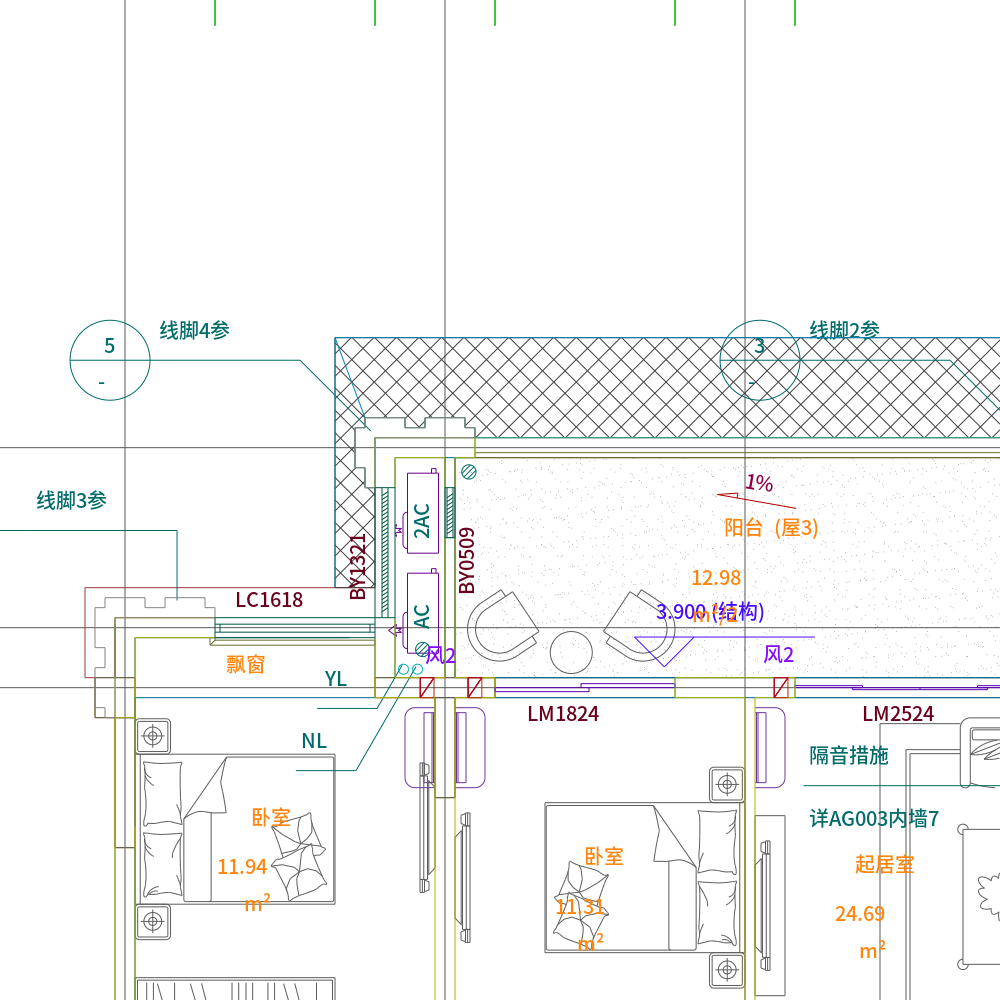 5
-
线脚4参
3
-
线脚2参
线脚3参
1%
2AC
BY1321
BY0509
阳台 (屋3)
12.98
m²/2
3.900 (结构)
LC1618
AC
飘窗
风2
风2
YL
NL
LM1824
LM2524
隔音措施
详AG003内墙7
卧室
11.94
m²
卧室
11.31
m²
起居室
24.69
m²